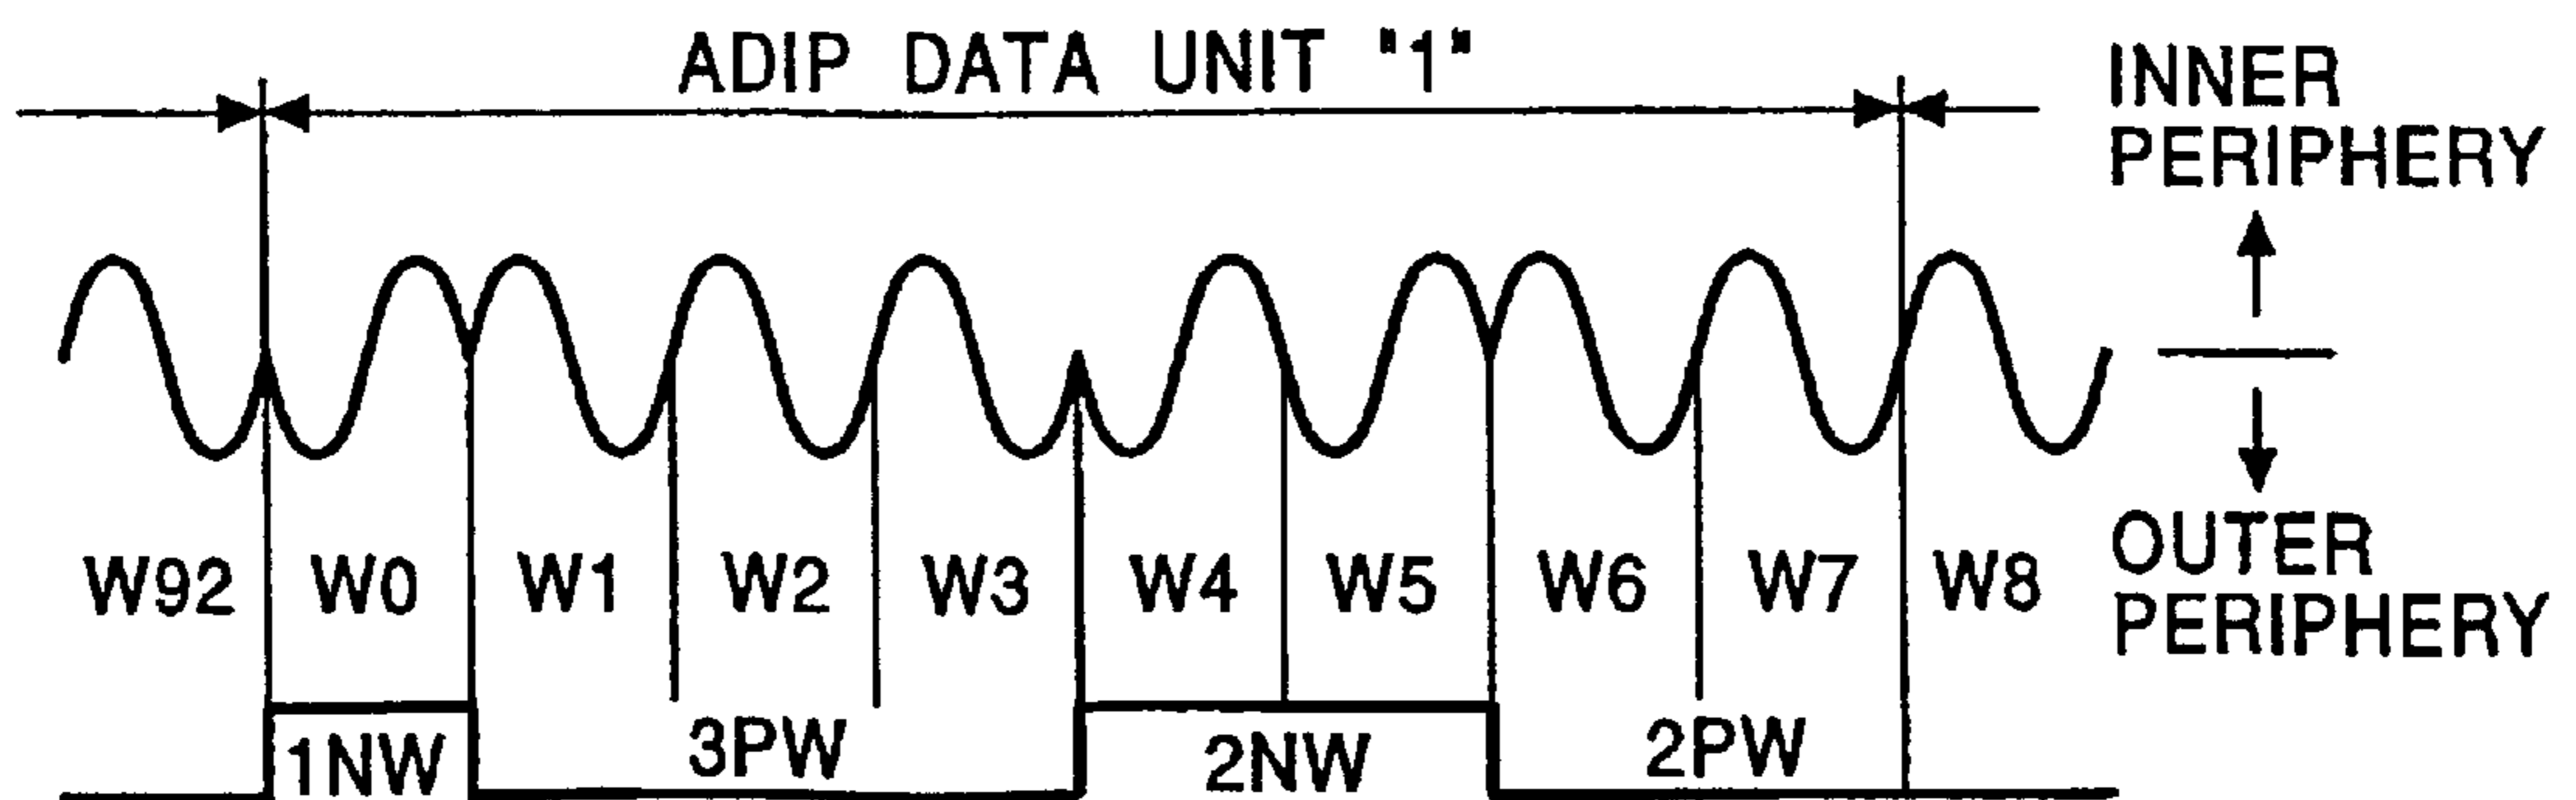 ADIP DATA UNIT "1"
INNER
PERIPHERY
W92 W0 W1 W2 W3 W4 W5 W6 W7 W8
OUTER
PERIPHERY
1NW 3PW 2NW 2PW